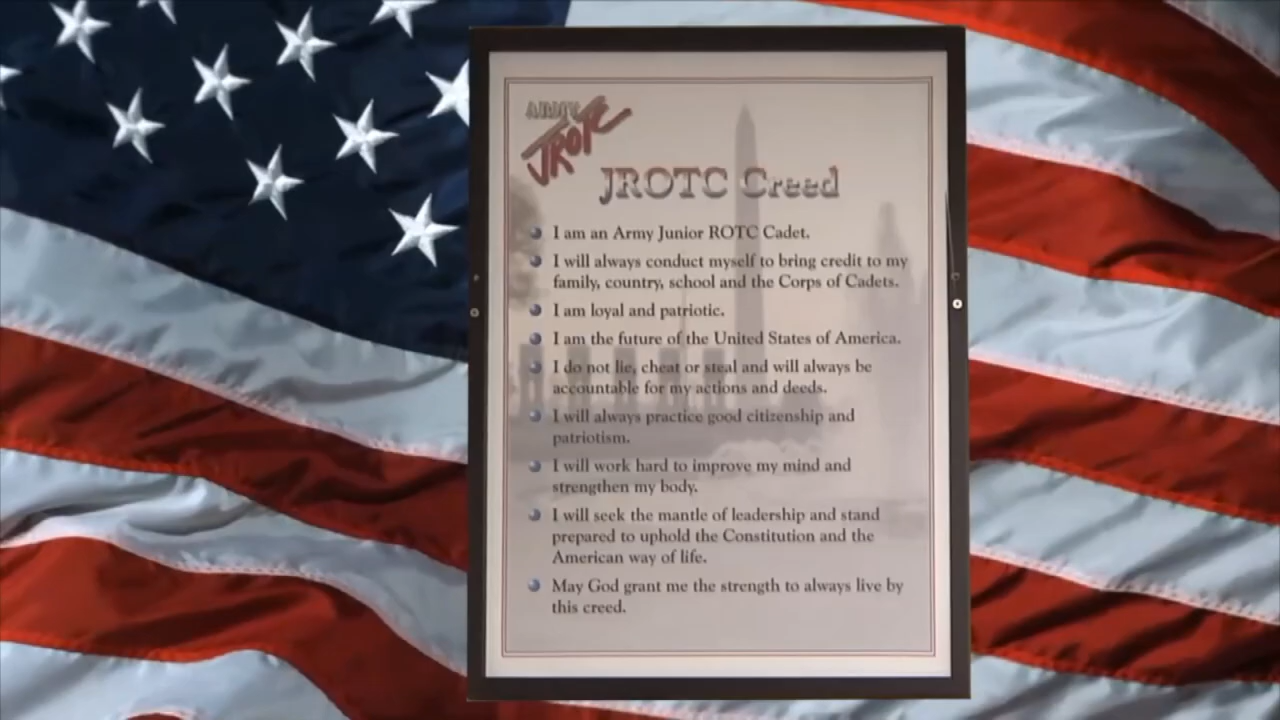 ARMY
JROTC
JROTC Creed
I am an Army Junior ROTC Cadet.
I will always conduct myself to bring credit to my
family, country, school and the Corps of Cadets.
I am loyal and patriotic.
I am the future of the United States of America.
I do not lie, cheat or steal and will always be
accountable for my actions and deeds.
I will always practice good citizenship and
patriotism.
I will work hard to improve my mind and
strengthen my body.
I will seek the mantle of leadership and stand
prepared to uphold the Constitution and the
American way of life.
May God grant me the strength to always live by
this creed.